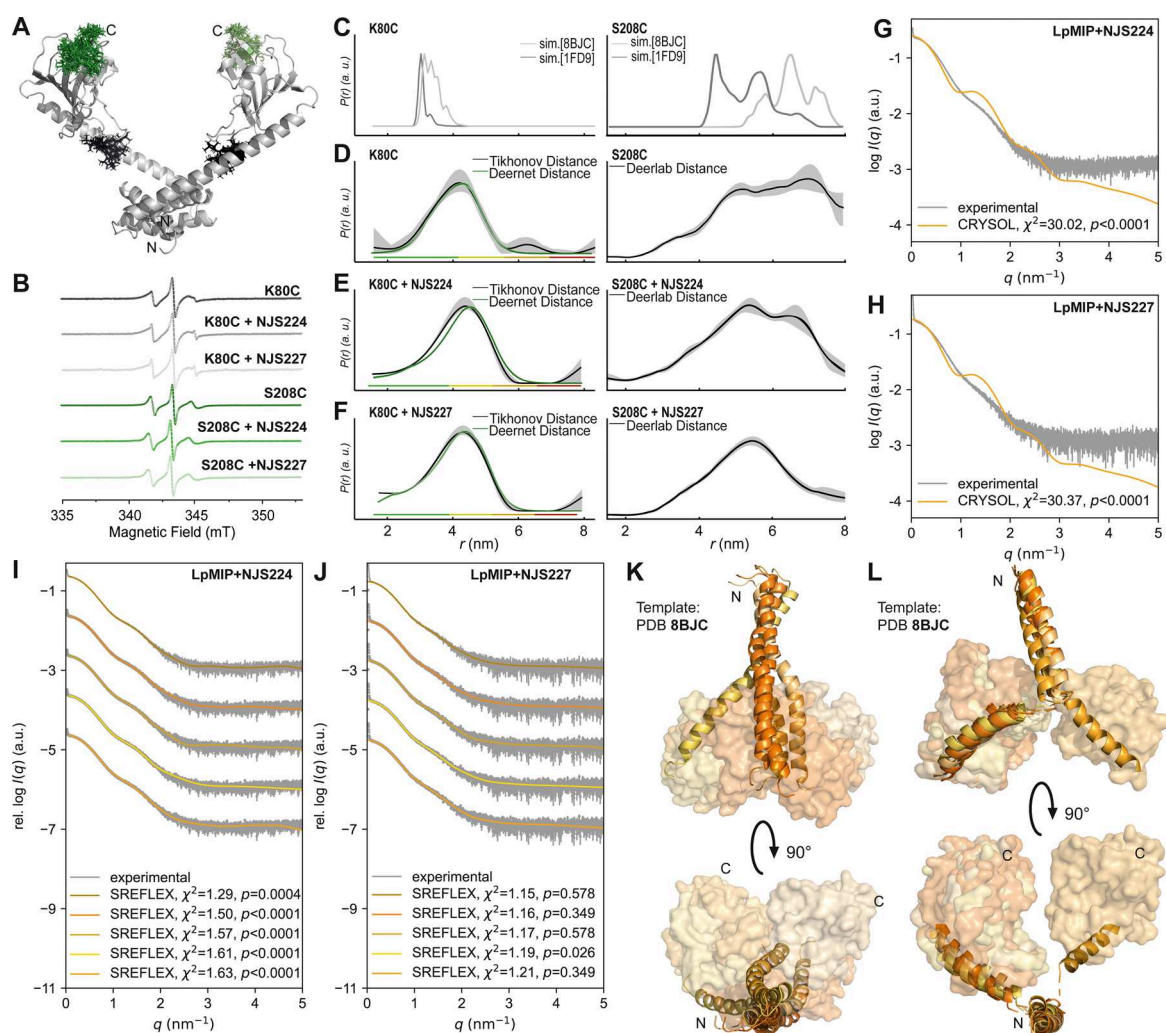 A
C
C
N
N
B
K80C
K80C + NJS224
K80C + NJS227
S208C
S208C + NJS224
S208C +NJS227
335
340
345
350
Magnetic Field (mT)
C
K80C
sim.[8BJC]
sim.[1FD9]
P(r) (a. u.)
S208C
sim.[8BJC]
sim.[1FD9]
D
K80C
Tikhonov Distance
Deernet Distance
P(r) (a. u.)
S208C
Deerlab Distance
E
K80C + NJS224
Tikhonov Distance
Deernet Distance
P(r) (a. u.)
S208C + NJS224
Deerlab Distance
F
K80C + NJS227
Tikhonov Distance
Deernet Distance
P(r) (a. u.)
2
4
6
8
r (nm)
S208C + NJS227
Deerlab Distance
2
4
6
8
r (nm)
G
LpMIP+NJS224
log I(q) (a.u.)
-1
-2
-3
-4
experimental
CRYSOL, χ²=30.02, p<0.0001
0
1
2
3
4
5
q (nm⁻¹)
H
LpMIP+NJS227
log I(q) (a.u.)
-1
-2
-3
-4
experimental
CRYSOL, χ²=30.37, p<0.0001
0
1
2
3
4
5
q (nm⁻¹)
I
LpMIP+NJS224
rel. log I(q) (a.u.)
−1
−3
−5
−7
−9
−11
experimental
SREFLEX, χ²=1.29, p=0.0004
SREFLEX, χ²=1.50, p<0.0001
SREFLEX, χ²=1.57, p<0.0001
SREFLEX, χ²=1.61, p<0.0001
SREFLEX, χ²=1.63, p<0.0001
0
1
2
3
4
5
q (nm⁻¹)
J
LpMIP+NJS227
rel. log I(q) (a.u.)
−1
−3
−5
−7
−9
−11
experimental
SREFLEX, χ²=1.15, p=0.578
SREFLEX, χ²=1.16, p=0.349
SREFLEX, χ²=1.17, p=0.578
SREFLEX, χ²=1.19, p=0.026
SREFLEX, χ²=1.21, p=0.349
0
1
2
3
4
5
q (nm⁻¹)
K
N
Template:
PDB 8BJC
90°
C
C
N
L
N
Template:
PDB 8BJC
90°
C
C
N